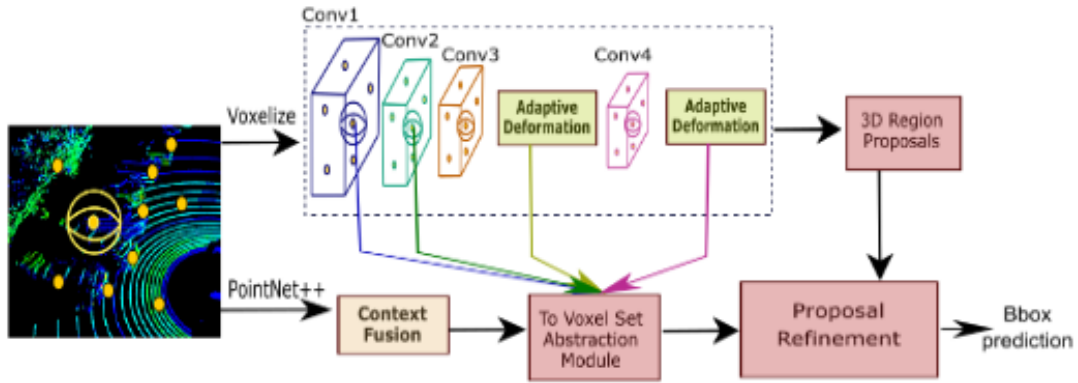 Conv1
Conv2
Conv3
Conv4
Voxelize
Adaptive
Deformation
Adaptive
Deformation
3D Region
Proposals
PointNet++
Context
Fusion
To Voxel Set
Abstraction
Module
Proposal
Refinement
Bbox
prediction